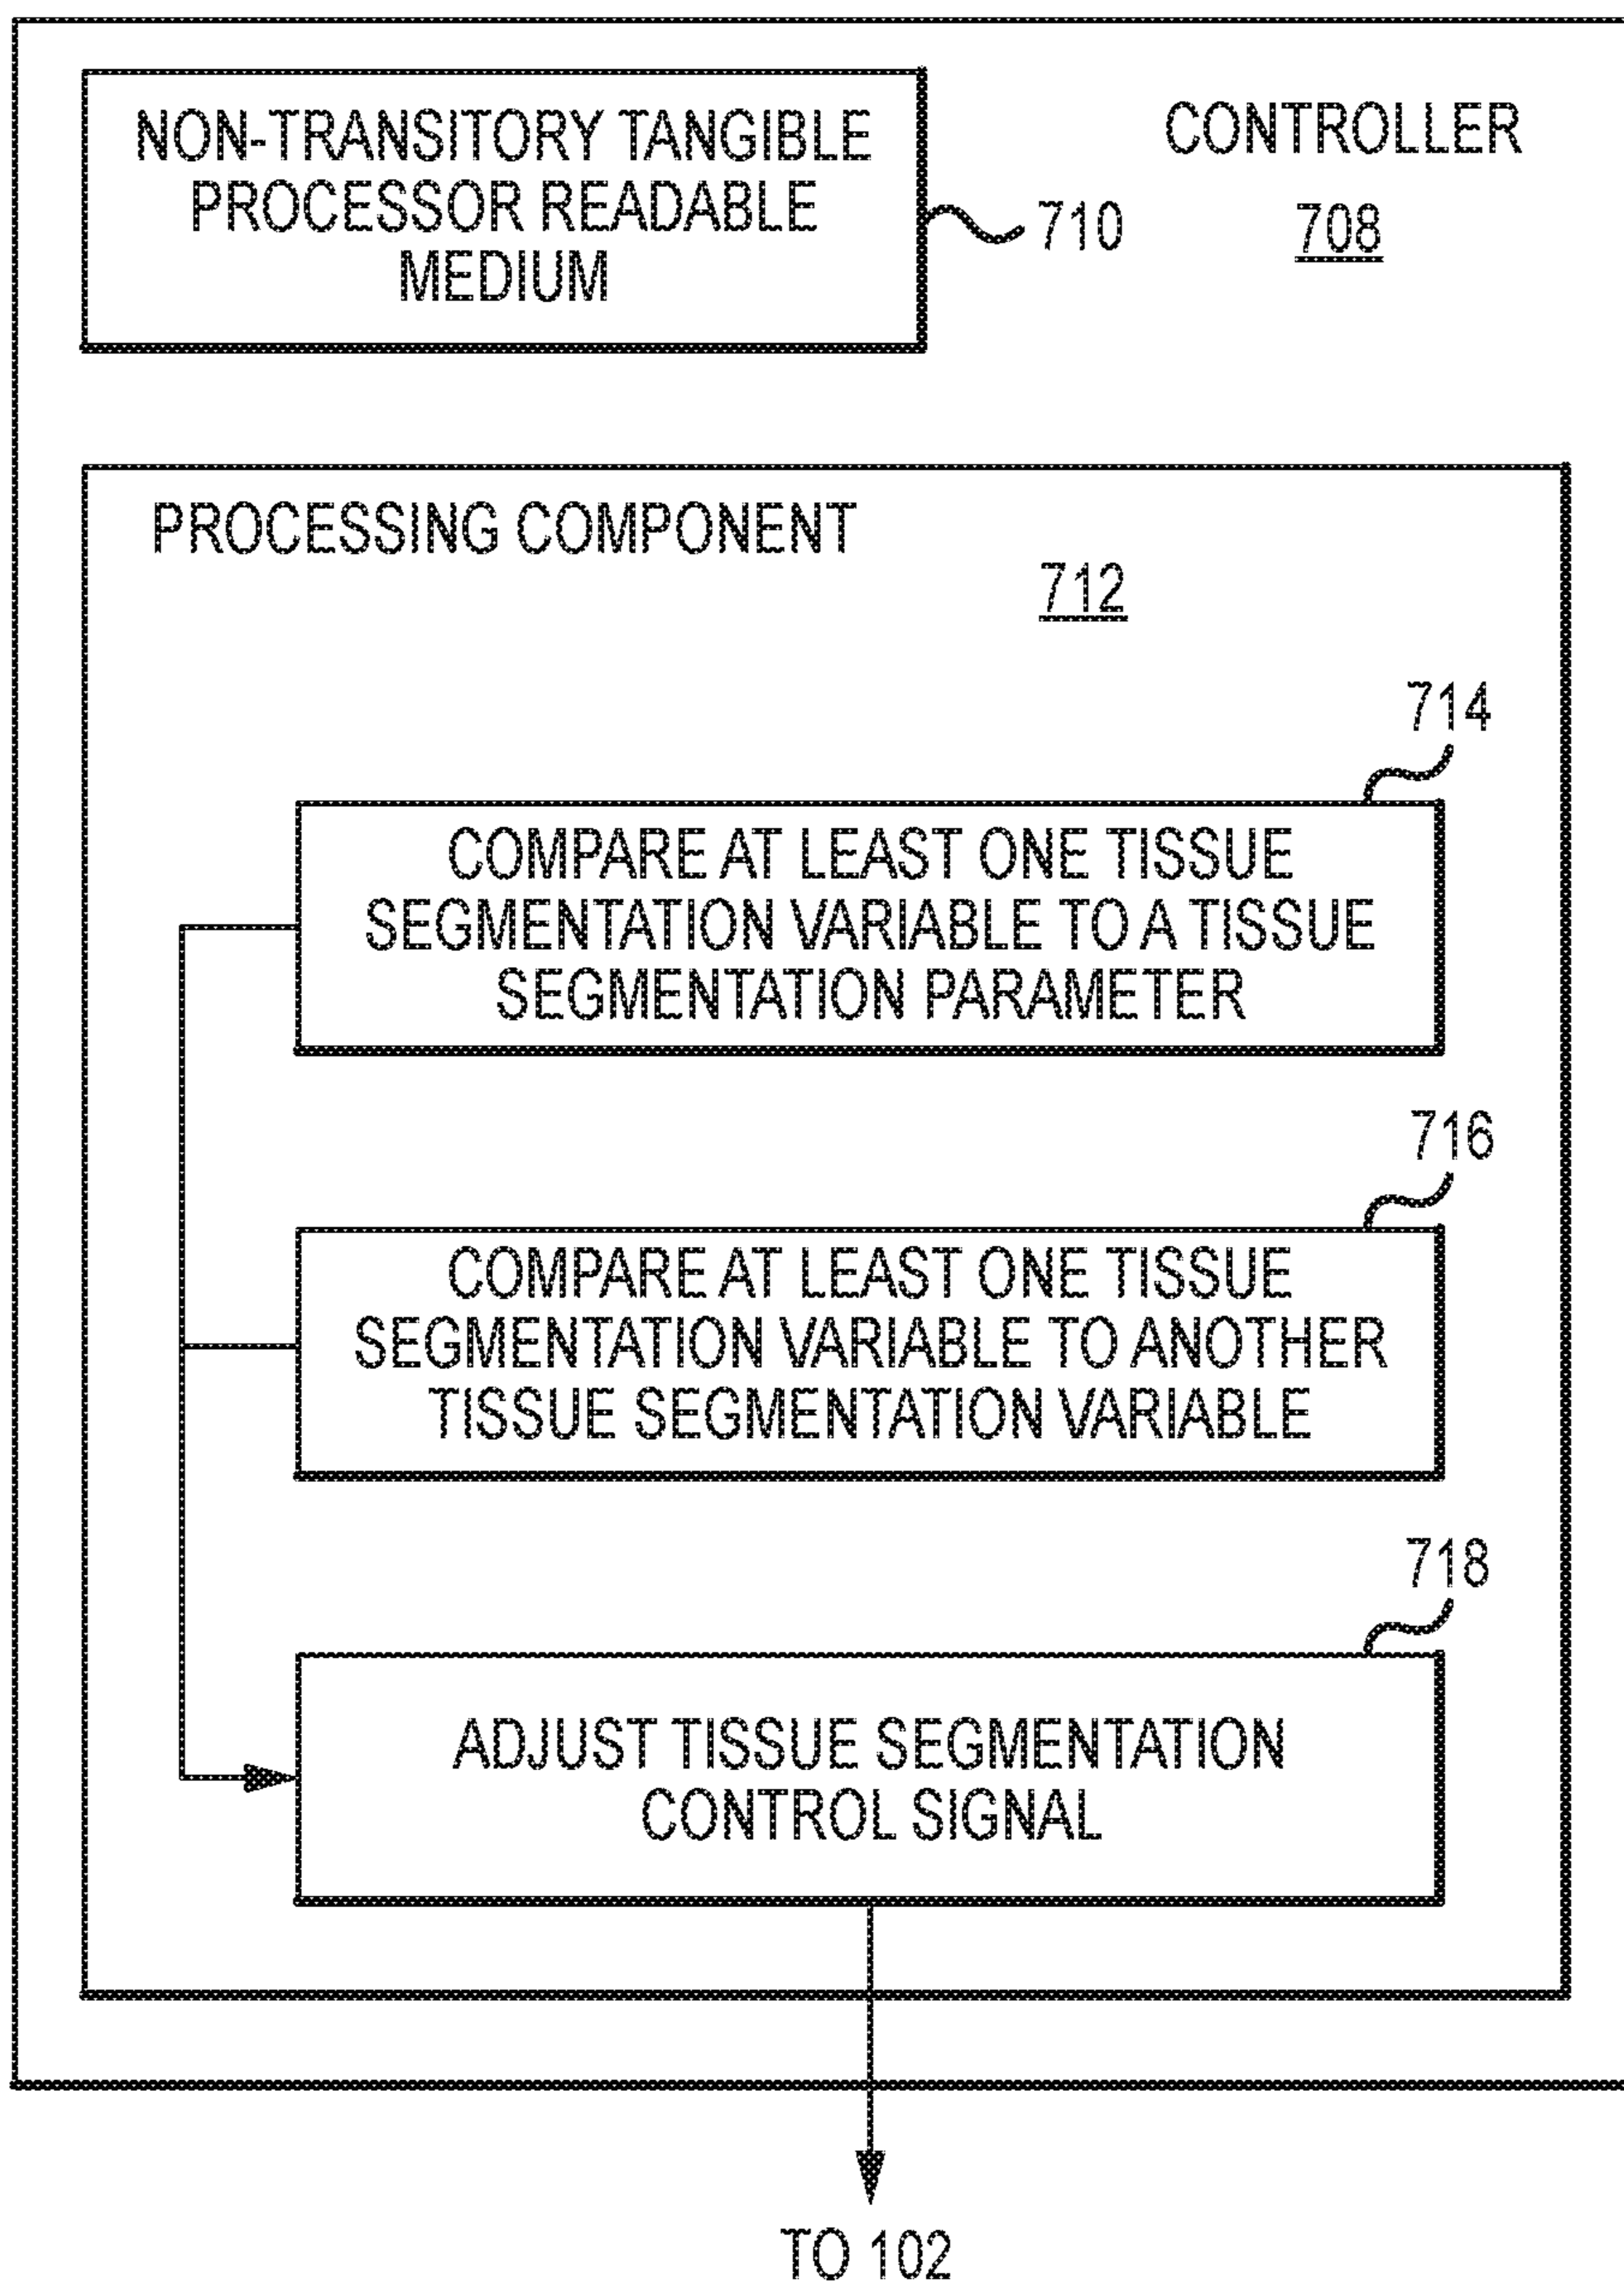 NON-TRANSITORY TANGIBLE
PROCESSOR READABLE
MEDIUM
710
CONTROLLER
708
PROCESSING COMPONENT
712
714
COMPARE AT LEAST ONE TISSUE
SEGMENTATION VARIABLE TO A TISSUE
SEGMENTATION PARAMETER
716
COMPARE AT LEAST ONE TISSUE
SEGMENTATION VARIABLE TO ANOTHER
TISSUE SEGMENTATION VARIABLE
718
ADJUST TISSUE SEGMENTATION
CONTROL SIGNAL
TO 102